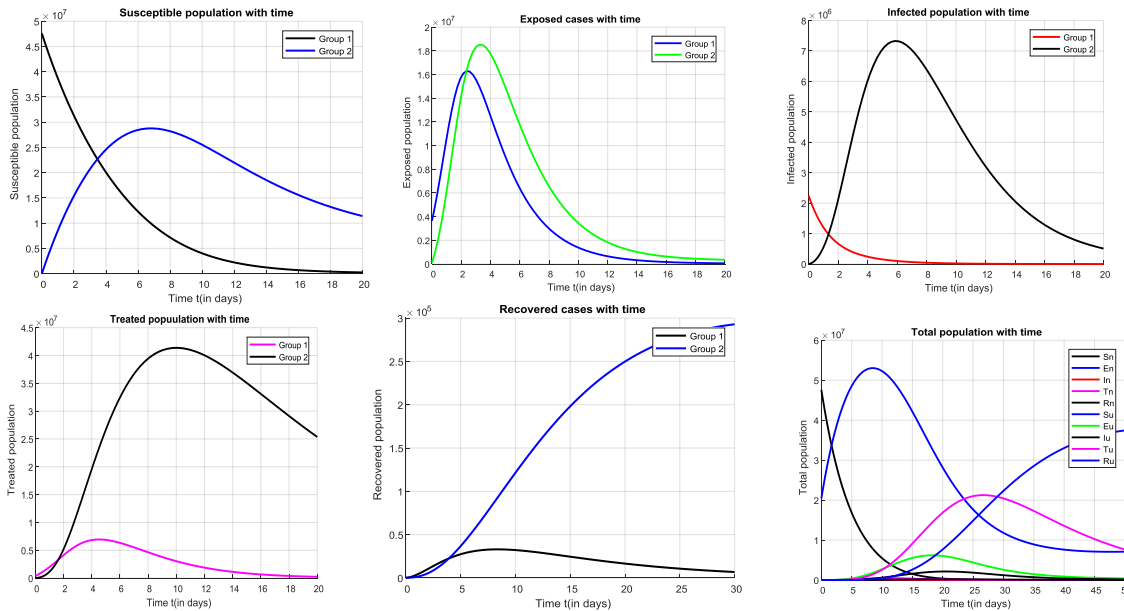 Susceptible population with time
× 10^7
5
4.5
4
3.5
3
2.5
2
1.5
1
0.5
0
0 2 4 6 8 10 12 14 16 18 20
Susceptible population
Time t(in days)
Group 1
Group 2
Exposed cases with time
× 10^7
2
1.8
1.6
1.4
1.2
1
0.8
0.6
0.4
0.2
0
0 2 4 6 8 10 12 14 16 18 20
Exposed population
Time t(in days)
Group 1
Group 2
Infected population with time
× 10^6
8
7
6
5
4
3
2
1
0
0 2 4 6 8 10 12 14 16 18 20
Infected population
Time t(in days)
Group 1
Group 2
Treated popuulation with time
× 10^7
4.5
4
3.5
3
2.5
2
1.5
1
0.5
0
0 2 4 6 8 10 12 14 16 18 20
Treated population
Time t(in days)
Group 1
Group 2
Recovered cases with time
× 10^5
3
2.5
2
1.5
1
0.5
0
0 5 10 15 20 25 30
Recovered population
Time t(in days)
Group 1
Group 2
Total population with time
× 10^7
6
5
4
3
2
1
0
0 5 10 15 20 25 30 35 40 45
Total population
Time t(in days)
Sn
En
In
Tn
Rn
Su
Eu
Iu
Tu
Ru